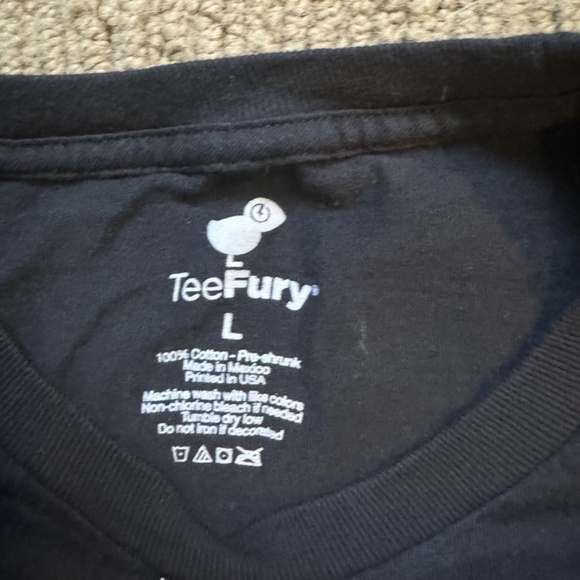 TeeFury®
L
100% Cotton - Pre-shrunk
Made in Mexico
Printed in USA
Machine wash with like colors
Non-chlorine bleach if needed
Tumble dry low
Do not iron if decorated